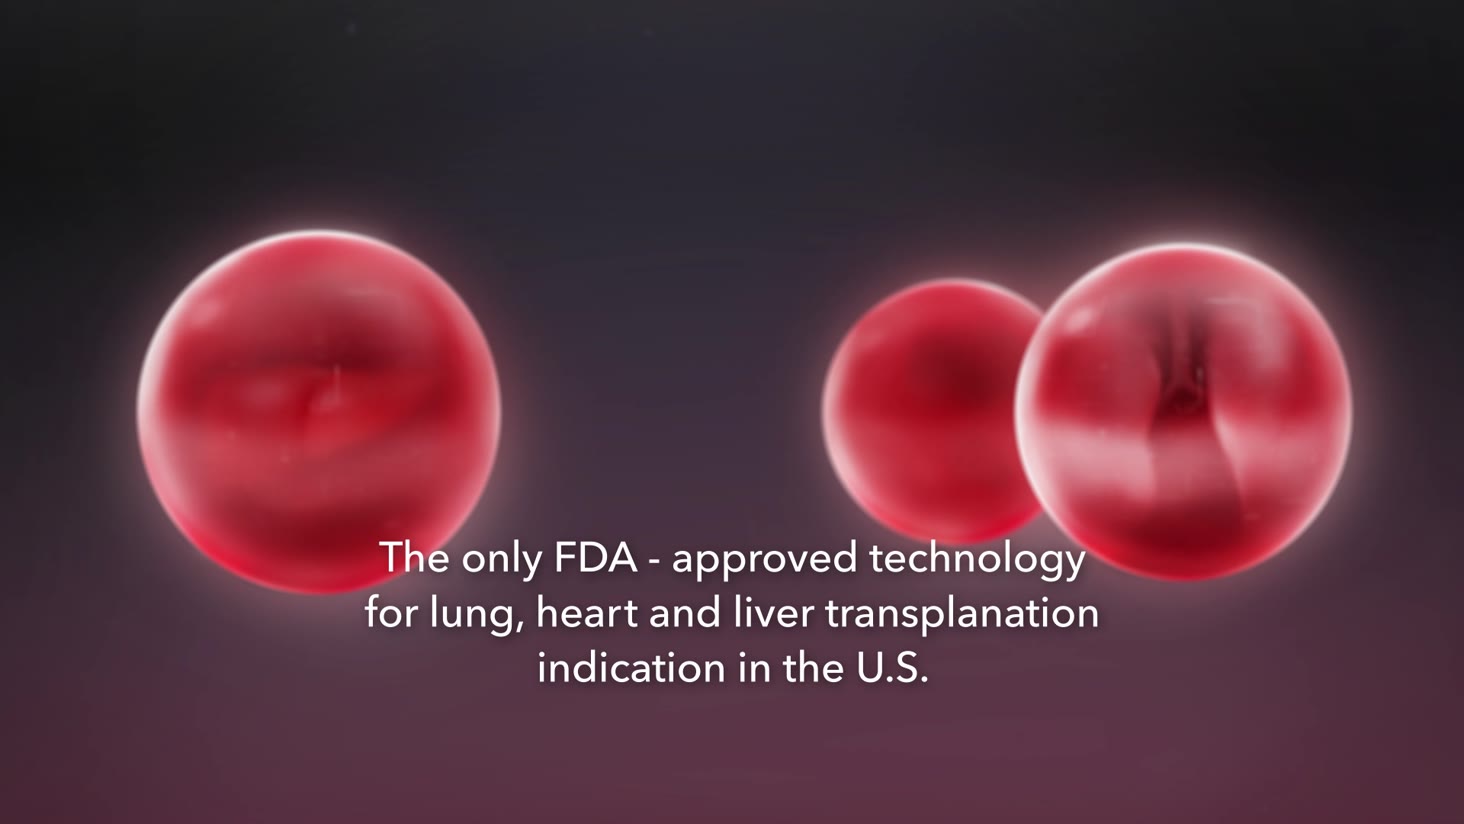 The only FDA - approved technology
for lung, heart and liver transplanation
indication in the U.S.